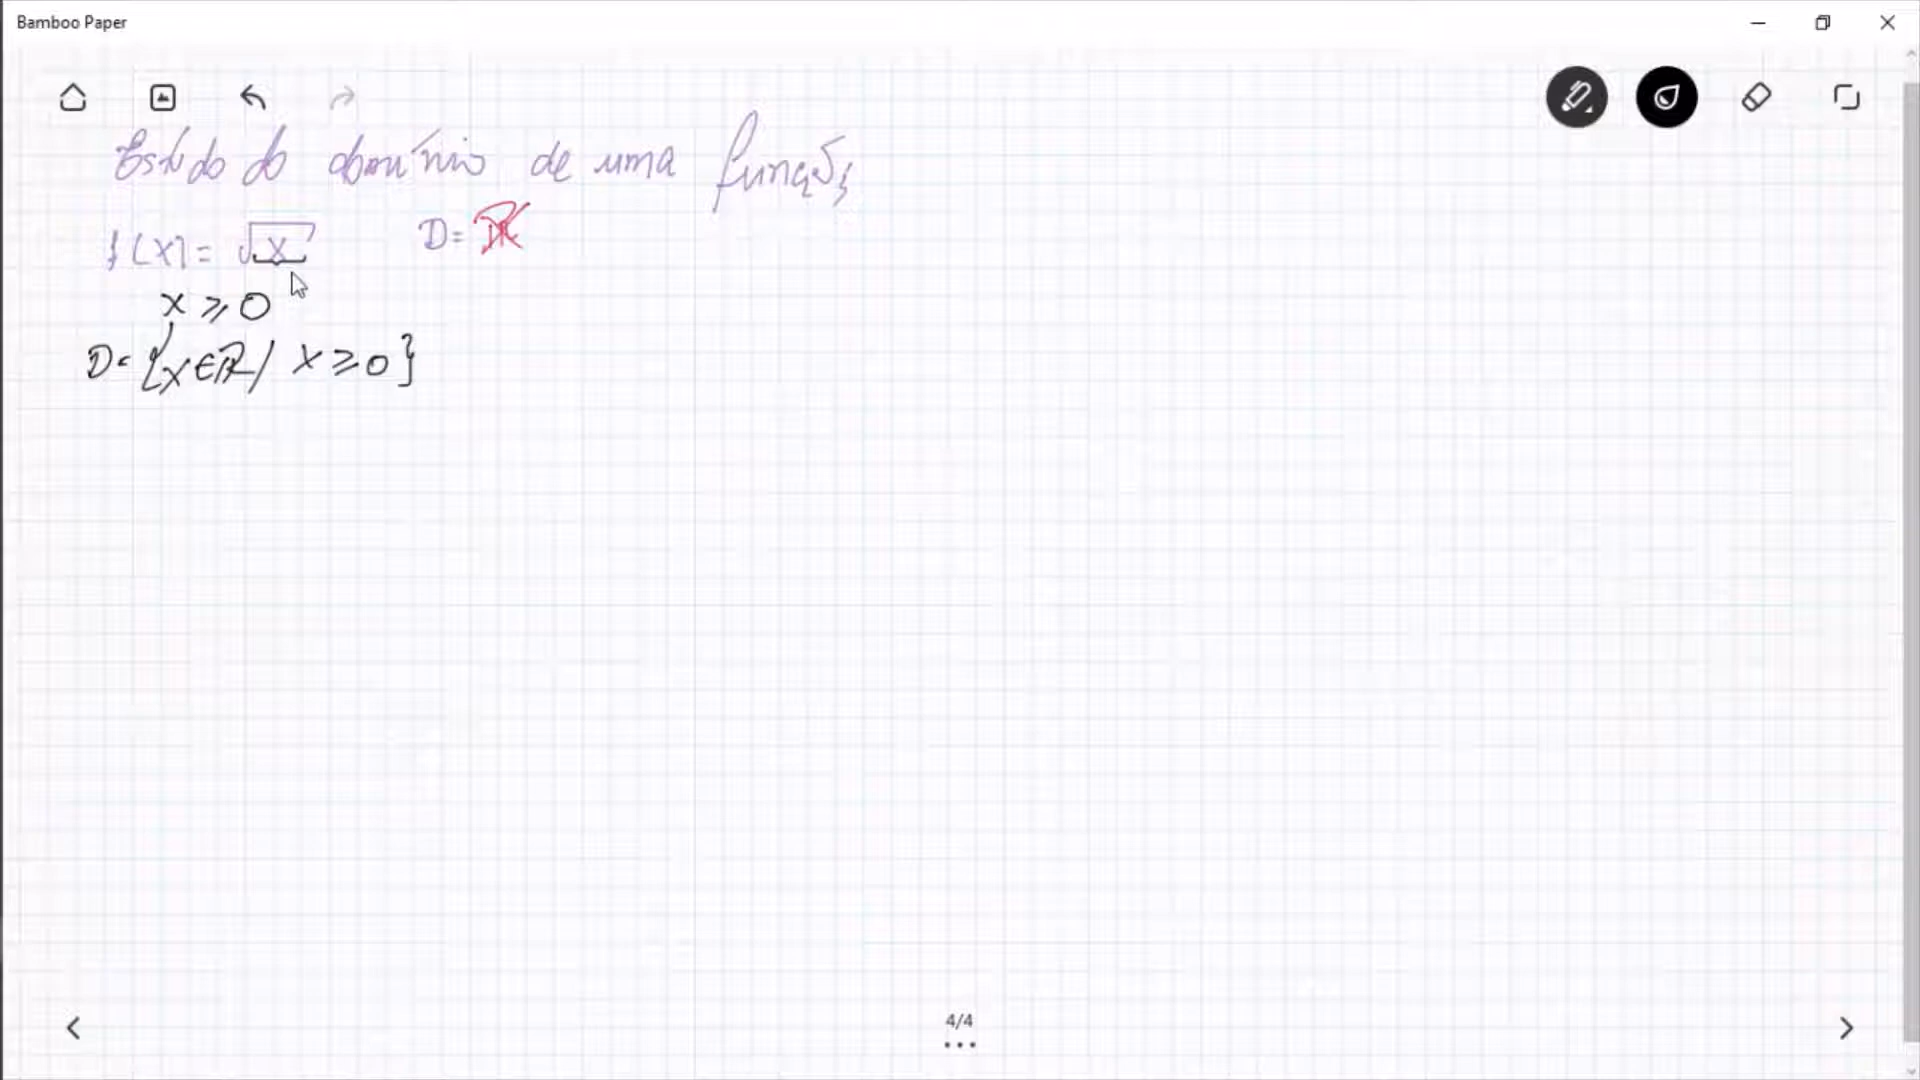 Bamboo Paper
Estudo do domínio de uma função;
f(x) = √x D = ℝ
x ≥ 0
D = {x ∈ ℝ / x ≥ 0}
4/4